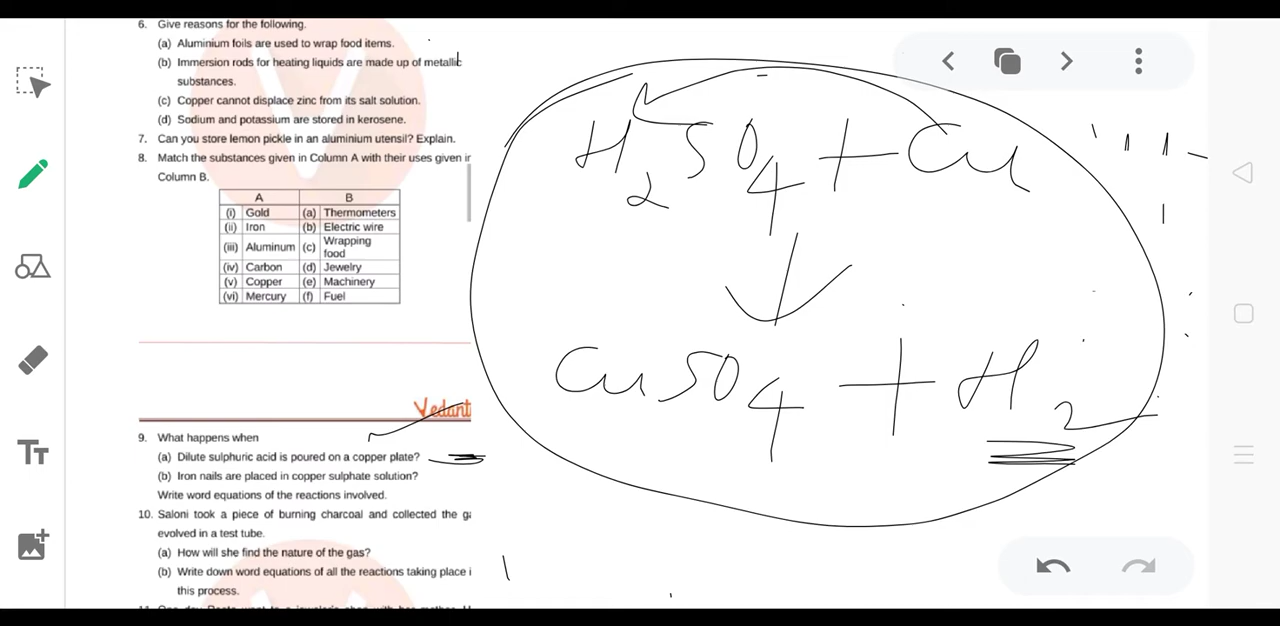 6. Give reasons for the following.
(a) Aluminium foils are used to wrap food items.
(b) Immersion rods for heating liquids are made up of metallic
substances.
(c) Copper cannot displace zinc from its salt solution.
(d) Sodium and potassium are stored in kerosene.
7. Can you store lemon pickle in an aluminium utensil? Explain.
8. Match the substances given in Column A with their uses given in
Column B.
A B
(i) Gold (a) Thermometers
(ii) Iron (b) Electric wire
(iii) Aluminum (c) Wrapping food
(iv) Carbon (d) Jewelry
(v) Copper (e) Machinery
(vi) Mercury (f) Fuel
Vedant
9. What happens when
(a) Dilute sulphuric acid is poured on a copper plate?
(b) Iron nails are placed in copper sulphate solution?
Write word equations of the reactions involved.
10. Saloni took a piece of burning charcoal and collected the ga
evolved in a test tube.
(a) How will she find the nature of the gas?
(b) Write down word equations of all the reactions taking place i
this process.
H2SO4 + Cu
↓
CuSO4 + H2
Tт